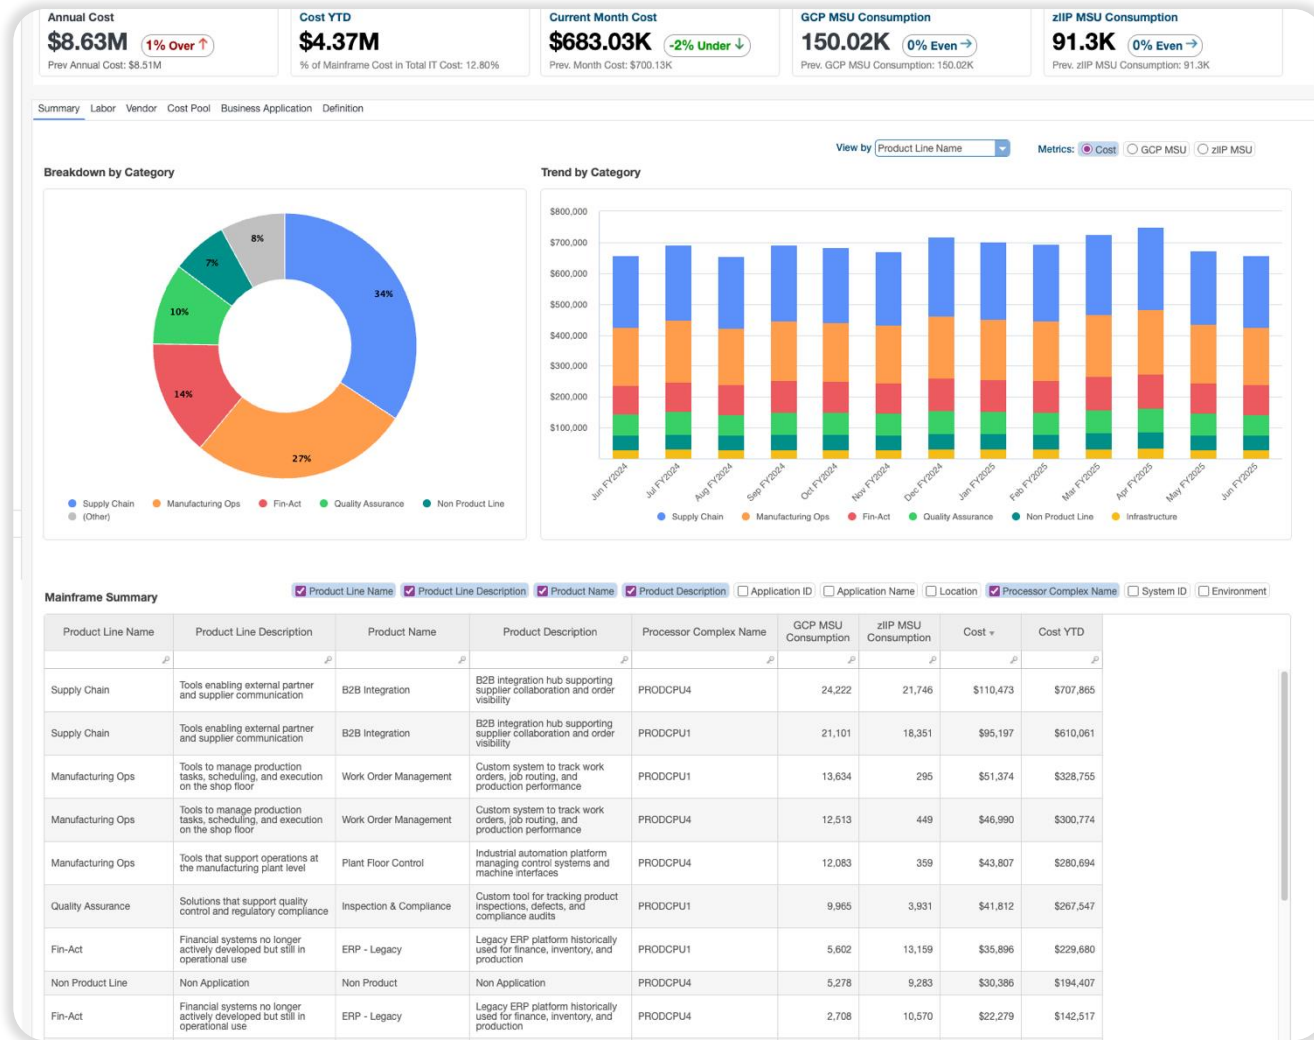 Annual Cost
$8.63M 1% Over ↑
Prev Annual Cost: $8.51M
Cost YTD
$4.37M
% of Mainframe Cost in Total IT Cost: 12.80%
Current Month Cost
$683.03K -2% Under ↓
Prev. Month Cost: $700.13K
GCP MSU Consumption
150.02K 0% Even →
Prev. GCP MSU Consumption: 150.02K
zIIP MSU Consumption
91.3K 0% Even →
Prev. zIIP MSU Consumption: 91.3K
Summary Labor Vendor Cost Pool Business Application Definition
View by Product Line Name Metrics: Cost GCP MSU zIIP MSU
Breakdown by Category
8%
7%
34%
10%
14%
27%
Supply Chain Manufacturing Ops Fin-Act Quality Assurance Non Product Line
(Other)
Trend by Category
$800,000
$700,000
$600,000
$500,000
$400,000
$300,000
$200,000
$100,000
Jun FY2024 Jul FY2024 Aug FY2024 Sep FY2024 Oct FY2024 Nov FY2024 Dec FY2024 Jan FY2025 Feb FY2025 Mar FY2025 Apr FY2025 May FY2025 Jun FY2025
Supply Chain Manufacturing Ops Fin-Act Quality Assurance Non Product Line Infrastructure
Mainframe Summary
Product Line Name Product Line Description Product Name Product Description Application ID Application Name Location Processor Complex Name System ID Environment
Product Line Name Product Line Description Product Name Product Description Processor Complex Name GCP MSU Consumption zIIP MSU Consumption Cost Cost YTD
Supply Chain Tools enabling external partner and supplier communication B2B Integration B2B integration hub supporting supplier collaboration and order visibility PRODCPU4 24,222 21,746 $110,473 $707,865
Supply Chain Tools enabling external partner and supplier communication B2B Integration B2B integration hub supporting supplier collaboration and order visibility PRODCPU1 21,101 18,351 $95,197 $610,061
Manufacturing Ops Tools to manage production tasks, scheduling, and execution on the shop floor Work Order Management Custom system to track work orders, job routing, and production performance PRODCPU1 13,634 295 $51,374 $328,755
Manufacturing Ops Tools to manage production tasks, scheduling, and execution on the shop floor Work Order Management Custom system to track work orders, job routing, and production performance PRODCPU4 12,513 449 $46,990 $300,774
Manufacturing Ops Tools that support operations at the manufacturing plant level Plant Floor Control Industrial automation platform managing control systems and machine interfaces PRODCPU4 12,083 359 $43,807 $280,694
Quality Assurance Solutions that support quality control and regulatory compliance Inspection & Compliance Custom tool for tracking product inspections, defects, and compliance audits PRODCPU1 9,965 3,931 $41,812 $267,547
Fin-Act Financial systems no longer actively developed but still in operational use ERP - Legacy Legacy ERP platform historically used for finance, inventory, and production PRODCPU1 5,602 13,159 $35,896 $229,680
Non Product Line Non Application Non Product Non Application PRODCPU4 5,278 9,283 $30,386 $194,407
Fin-Act Financial systems no longer actively developed but still in operational use ERP - Legacy Legacy ERP platform historically used for finance, inventory, and production PRODCPU4 2,708 10,570 $22,279 $142,517